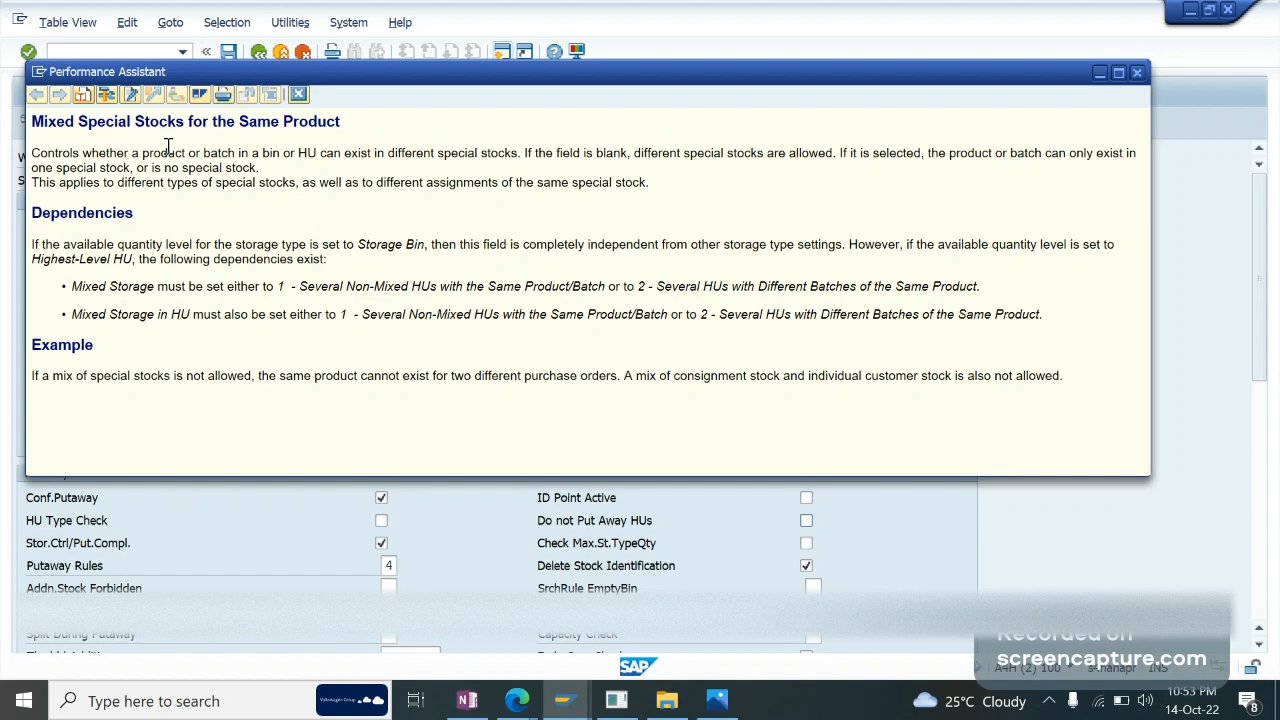 Table View Edit Goto Selection Utilities System Help
Performance Assistant
Mixed Special Stocks for the Same Product
Controls whether a product or batch in a bin or HU can exist in different special stocks. If the field is blank, different special stocks are allowed. If it is selected, the product or batch can only exist in
one special stock, or is no special stock.
This applies to different types of special stocks, as well as to different assignments of the same special stock.
Dependencies
If the available quantity level for the storage type is set to Storage Bin, then this field is completely independent from other storage type settings. However, if the available quantity level is set to
Highest-Level HU, the following dependencies exist:
• Mixed Storage must be set either to 1 - Several Non-Mixed HUs with the Same Product/Batch or to 2 - Several HUs with Different Batches of the Same Product.
• Mixed Storage in HU must also be set either to 1 - Several Non-Mixed HUs with the Same Product/Batch or to 2 - Several HUs with Different Batches of the Same Product.
Example
If a mix of special stocks is not allowed, the same product cannot exist for two different purchase orders. A mix of consignment stock and individual customer stock is also not allowed.
Conf.Putaway ID Point Active
HU Type Check Do not Put Away HUs
Stor.Ctrl/Put.Compl. Check Max.St.TypeQty
Putaway Rules 4 Delete Stock Identification
Addn.Stock Forbidden SrchRule EmptyBin
Split During Putaway Capacity Check
Recorded on
screencapture.com
SAP
INS
Type here to search
25°C Cloudy
10:53 PM
14-Oct-22
8